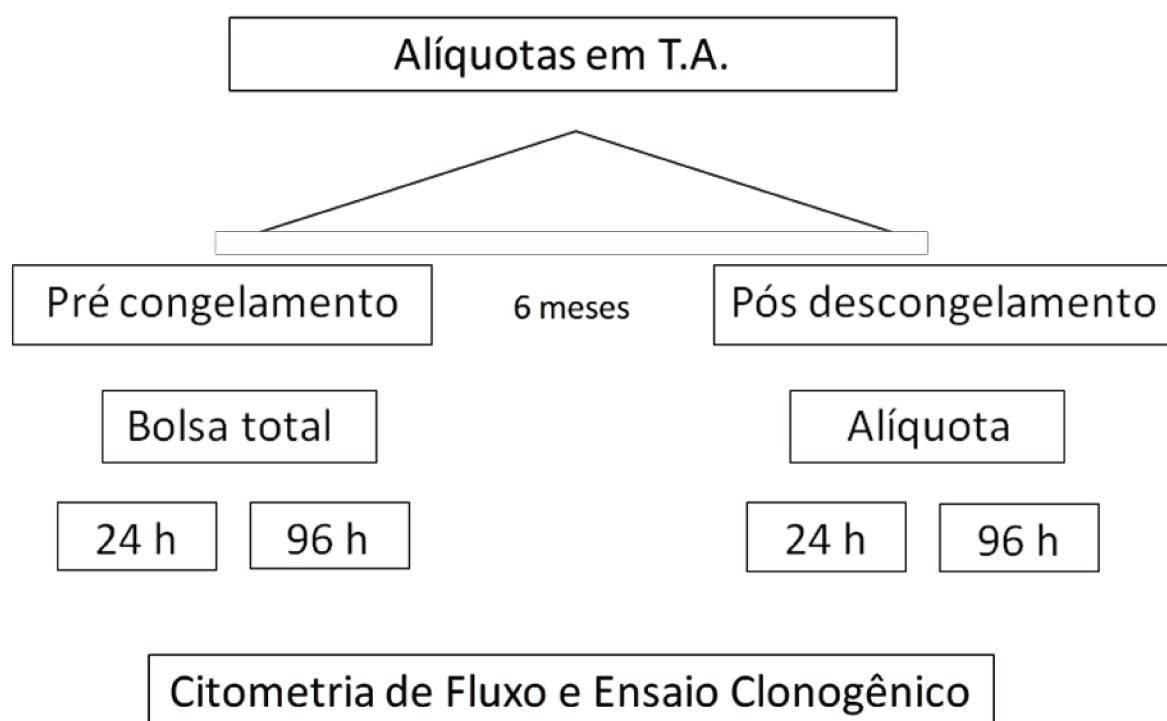 Alíquotas em T.A.
Pré congelamento
6 meses
Pós descongelamento
Bolsa total
Alíquota
24 h
96 h
24 h
96 h
Citometria de Fluxo e Ensaio Clonogênico